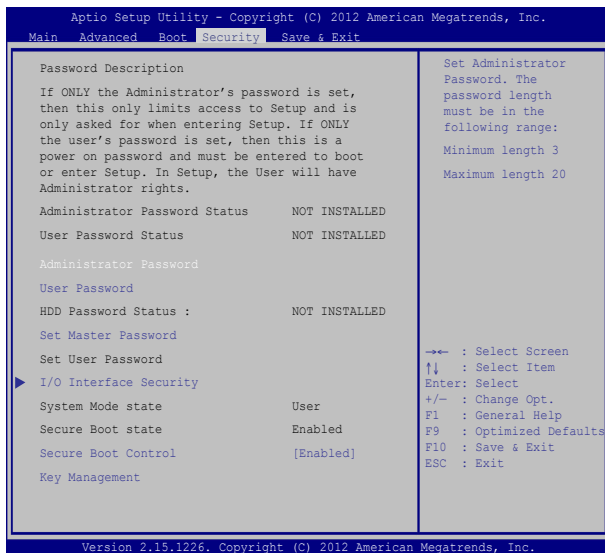 Aptio Setup Utility - Copyright (C) 2012 American Megatrends, Inc.
Main Advanced Boot Security Save & Exit
Password Description
If ONLY the Administrator's password is set,
then this only limits access to Setup and is
only asked for when entering Setup. If ONLY
the user's password is set, then this is a
power on password and must be entered to boot
or enter Setup. In Setup, the User will have
Administrator rights.
Administrator Password Status NOT INSTALLED
User Password Status NOT INSTALLED
Administrator Password
User Password
HDD Password Status : NOT INSTALLED
Set Master Password
Set User Password
I/O Interface Security
System Mode state User
Secure Boot state Enabled
Secure Boot Control [Enabled]
Key Management
Set Administrator
Password. The
password length
must be in the
following range:
Minimum length 3
Maximum length 20
→← : Select Screen
↑↓ : Select Item
Enter: Select
+/— : Change Opt.
F1 : General Help
F9 : Optimized Defaults
F10 : Save & Exit
ESC : Exit
Version 2.15.1226. Copyright (C) 2012 American Megatrends, Inc.